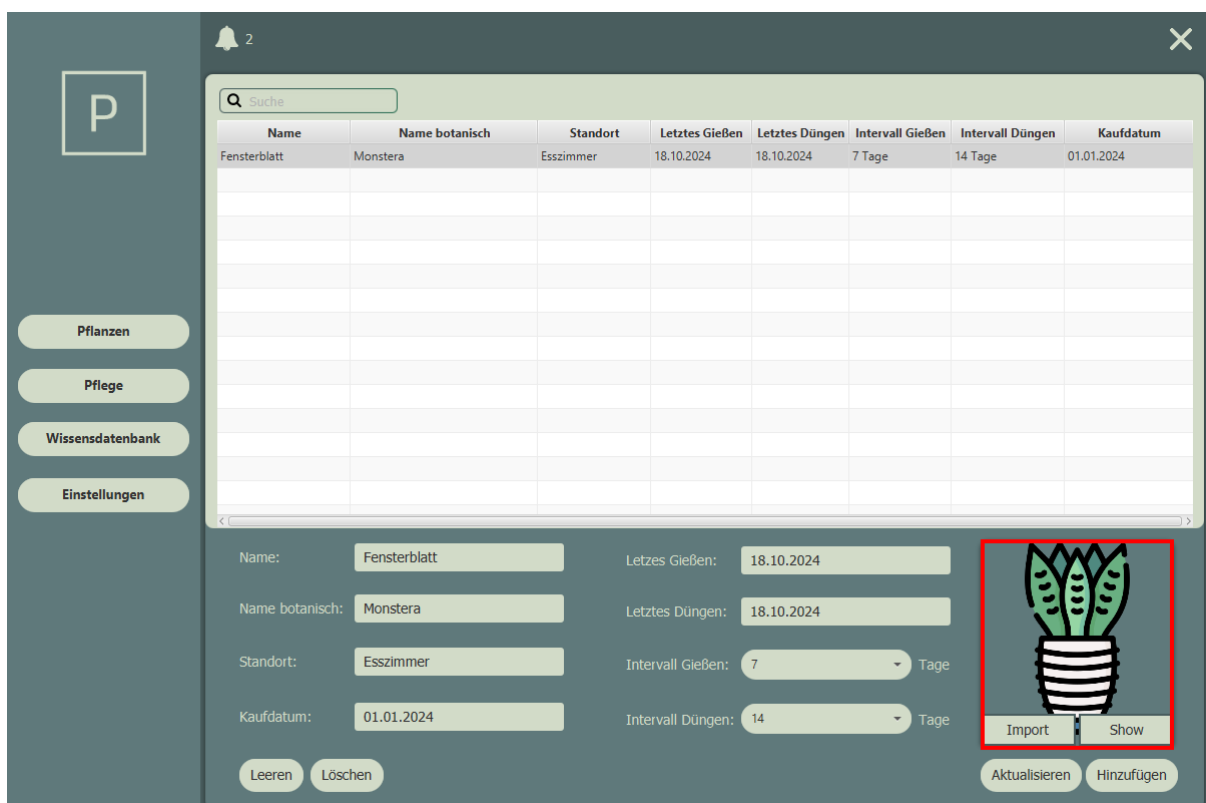 2
P
Suche
Name Name botanisch Standort Letztes Gießen Letztes Düngen Intervall Gießen Intervall Düngen Kaufdatum
Fensterblatt Monstera Esszimmer 18.10.2024 18.10.2024 7 Tage 14 Tage 01.01.2024
Pflanzen
Pflege
Wissensdatenbank
Einstellungen
Name: Fensterblatt Letzes Gießen: 18.10.2024
Name botanisch: Monstera Letztes Düngen: 18.10.2024
Standort: Esszimmer Intervall Gießen: 7 Tage
Kaufdatum: 01.01.2024 Intervall Düngen: 14 Tage
Import Show
Leeren Löschen Aktualisieren Hinzufügen